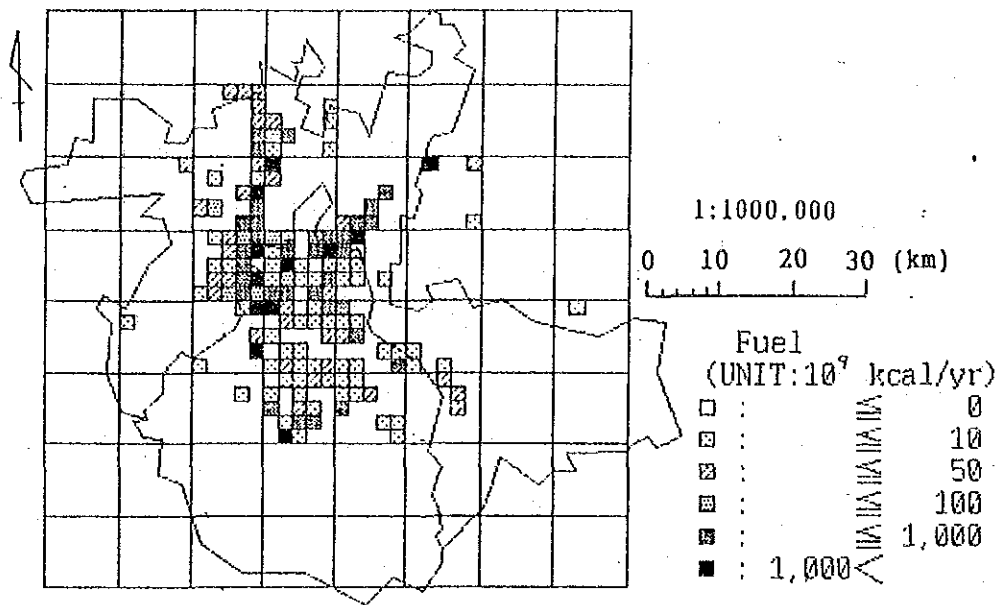 1:1000,000
0 10 20 30 (km)
Fuel
(UNIT:10⁹ kcal/yr)
□ : ≦ 0
: ≦ 10
: ≦ 50
: ≦ 100
: ≦ 1,000
■ : 1,000<